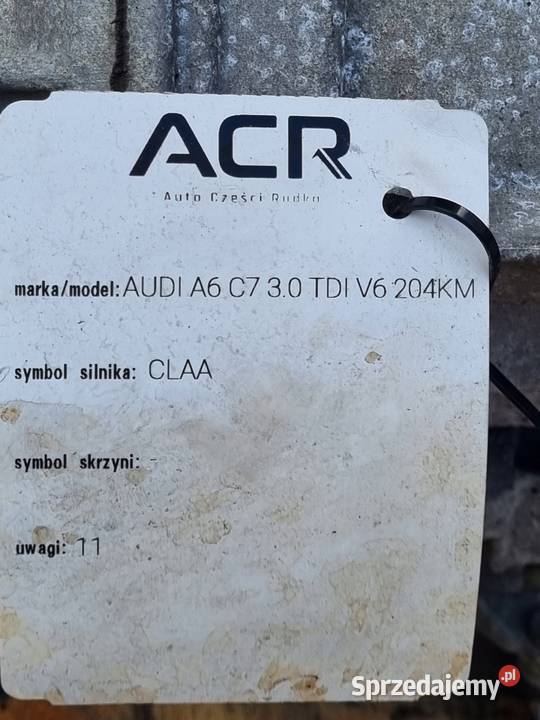 ACR
Auto Części Rudka
marka/model: AUDI A6 C7 3.0 TDI V6 204KM
symbol silnika: CLAA
symbol skrzyni: -
uwagi: 11
Sprzedajemy.pl